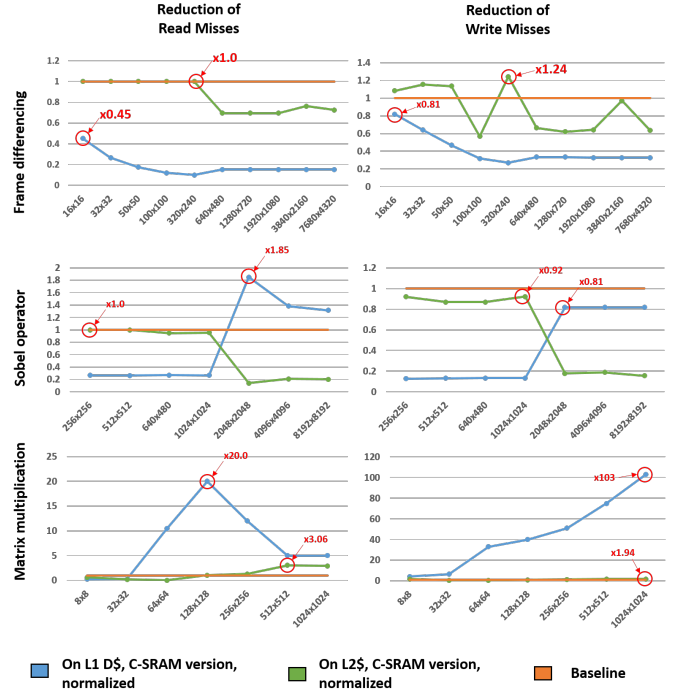 Reduction of
Read Misses
Reduction of
Write Misses
Frame differencing
1.2
1
0.8
0.6
0.4
0.2
0
x0.45
x1.0
16x16
32x32
50x50
100x100
320x240
640x480
1280x720
1920x1080
3840x2160
7680x4320
1.4
1.2
1
0.8
0.6
0.4
0.2
0
x0.81
x1.24
16x16
32x32
50x50
100x100
320x240
640x480
1280x720
1920x1080
3840x2160
7680x4320
Sobel operator
2
1.8
1.6
1.4
1.2
1
0.8
0.6
0.4
0.2
0
x1.0
x1.85
256x256
512x512
640x480
1024x1024
2048x2048
4096x4096
8192x8192
1.2
1
0.8
0.6
0.4
0.2
0
x0.92
x0.81
256x256
512x512
640x480
1024x1024
2048x2048
4096x4096
8192x8192
Matrix multiplication
25
20
15
10
5
0
x20.0
x3.06
8x8
32x32
64x64
128x128
256x256
512x512
1024x1024
120
100
80
60
40
20
0
x103
x1.94
8x8
32x32
64x64
128x128
256x256
512x512
1024x1024
On L1 D$, C-SRAM version,
normalized
On L2$, C-SRAM version,
normalized
Baseline